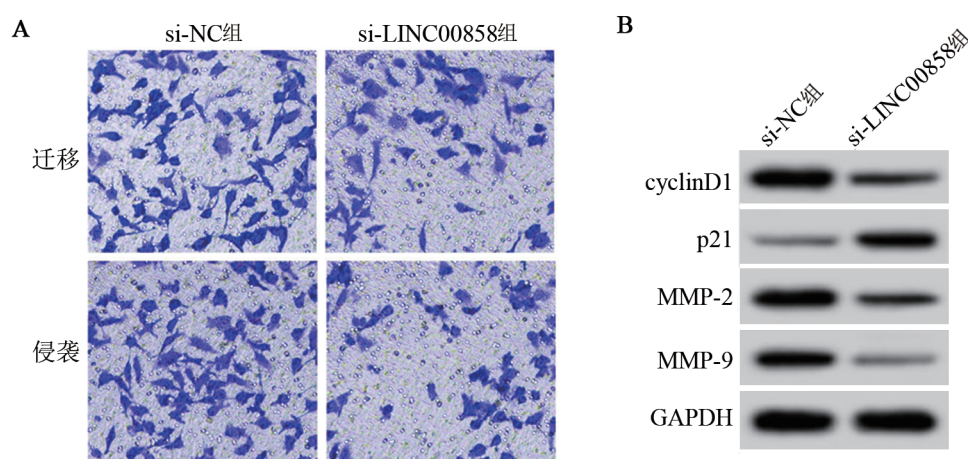 A
si-NC组
si-LINC00858组
迁移
侵袭
B
si-NC组
si-LINC00858组
cyclinD1
p21
MMP-2
MMP-9
GAPDH